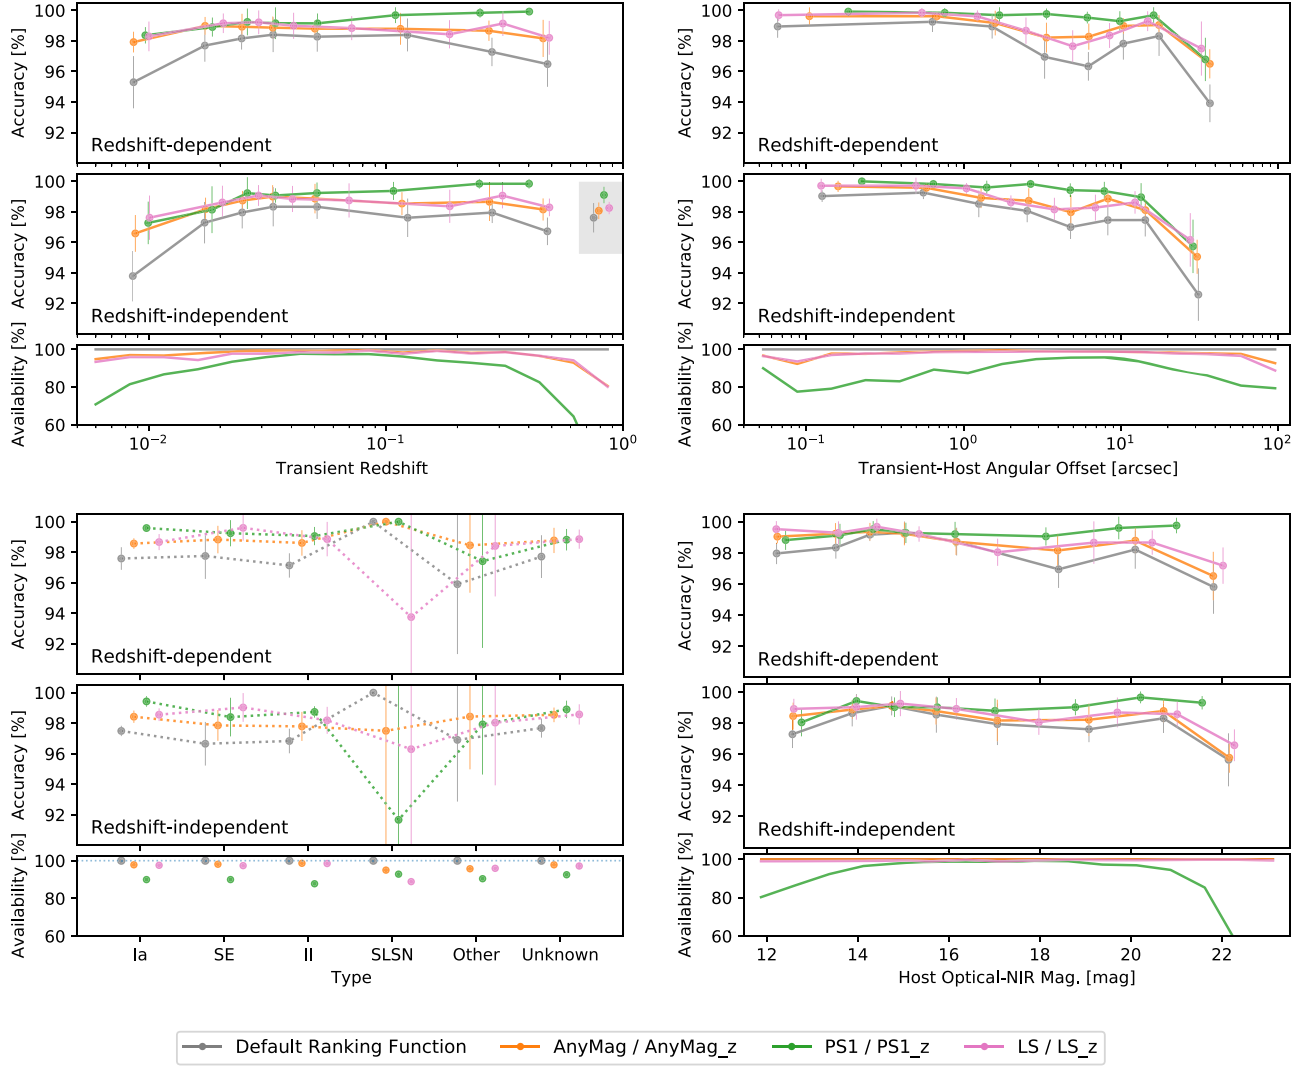 100
98
96
94
92
Accuracy [%]
Redshift-dependent
100
98
96
94
92
Accuracy [%]
Redshift-independent
100
80
60
Availability [%]
10⁻²
10⁻¹
10⁰
Transient Redshift
100
98
96
94
92
Accuracy [%]
Redshift-dependent
100
98
96
94
92
Accuracy [%]
Redshift-independent
100
80
60
Availability [%]
10⁻¹
10⁰
10¹
10²
Transient-Host Angular Offset [arcsec]
100
98
96
94
92
Accuracy [%]
Redshift-dependent
100
98
96
94
92
Accuracy [%]
Redshift-independent
100
80
60
Availability [%]
Ia
SE
II
SLSN
Other
Unknown
Type
100
98
96
94
92
Accuracy [%]
Redshift-dependent
100
98
96
94
92
Accuracy [%]
Redshift-independent
100
80
60
Availability [%]
12
14
16
18
20
22
Host Optical-NIR Mag. [mag]
Default Ranking Function
AnyMag / AnyMag_z
PS1 / PS1_z
LS / LS_z